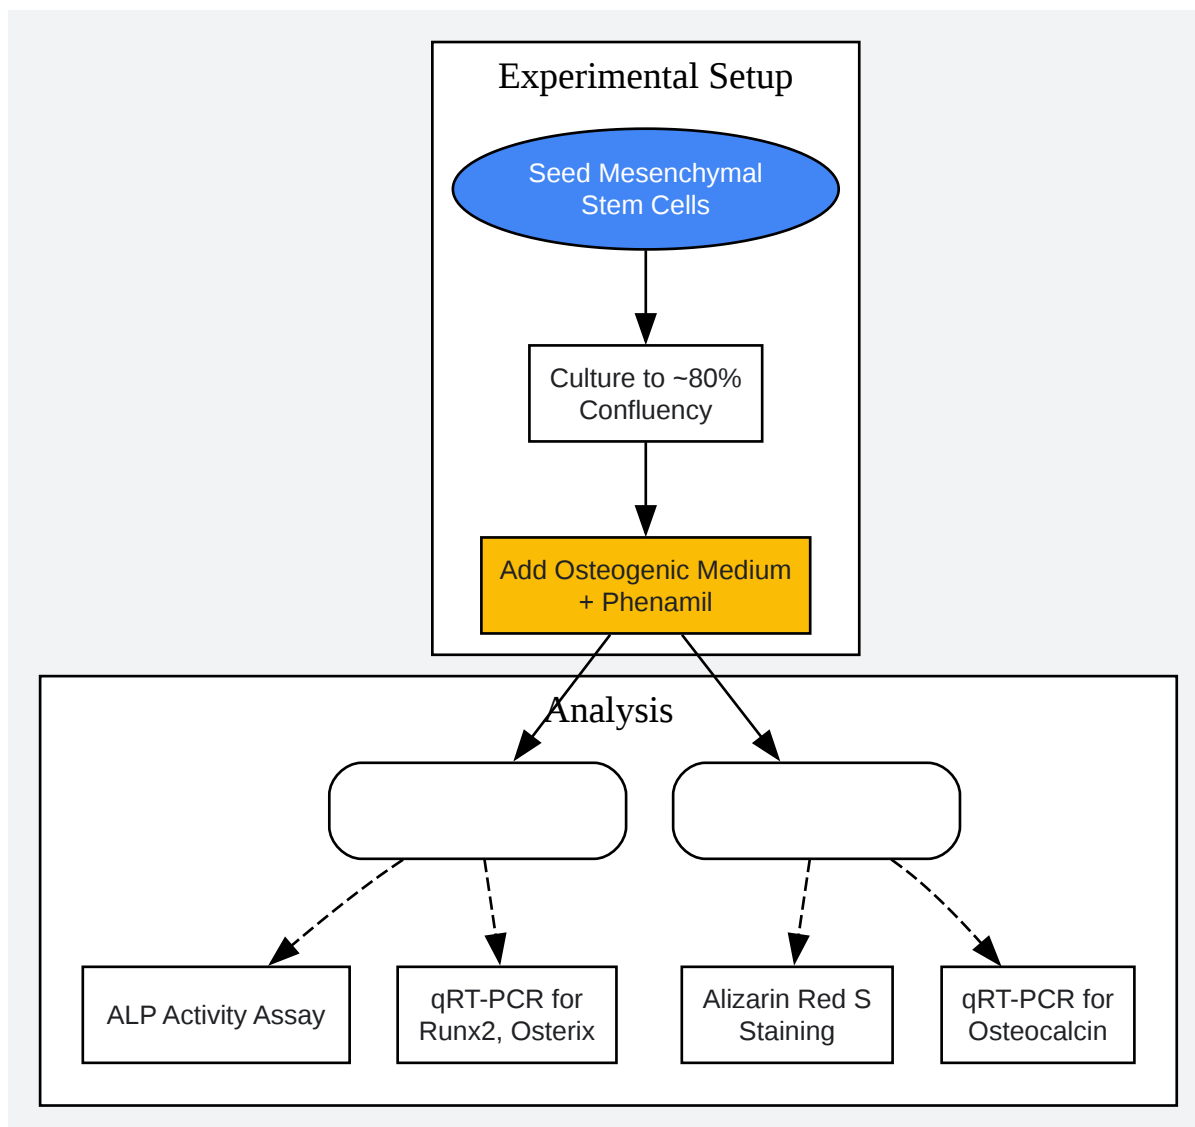 Experimental Setup
Seed Mesenchymal
Stem Cells
Culture to ~80%
Confluency
Add Osteogenic Medium
+ Phenamil
Analysis
ALP Activity Assay
qRT-PCR for
Runx2, Osterix
Alizarin Red S
Staining
qRT-PCR for
Osteocalcin